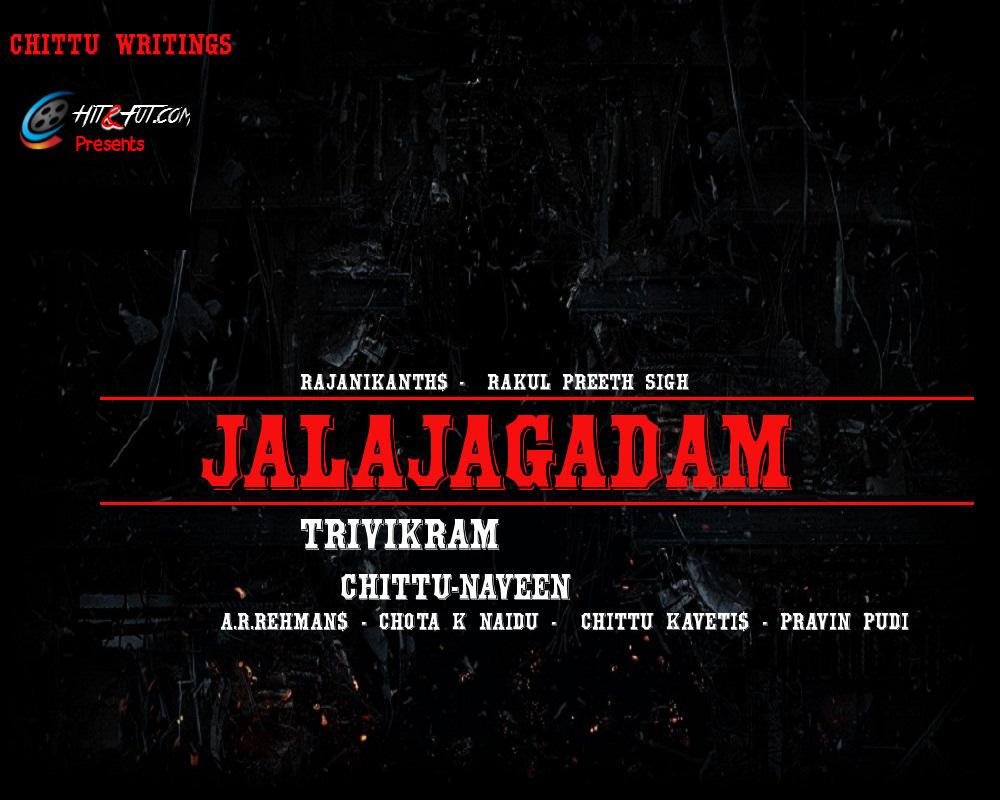 CHITTU WRITINGS
HIT&FUT.COM
Presents
RAJANIKANTH$ - RAKUL PREETH SIGH
JALAJAGADAM
TRIVIKRAM
CHITTU-NAVEEN
A.R.REHMAN$ - CHOTA K NAIDU - CHITTU KAVETI$ - PRAVIN PUDI